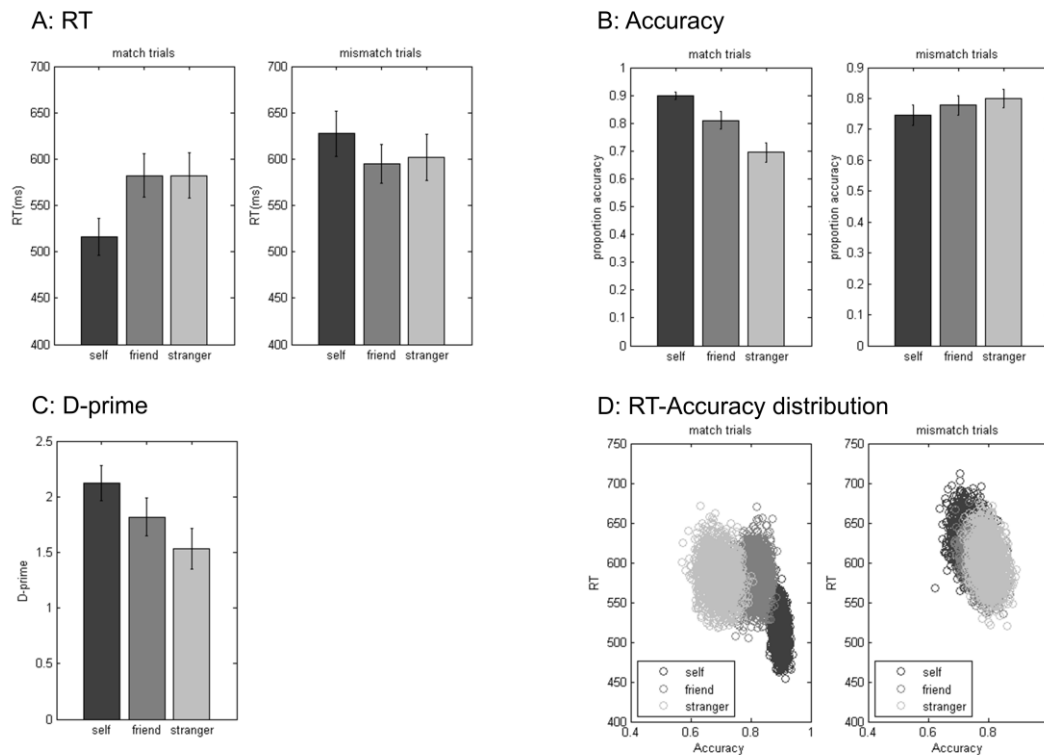 A: RT
match trials
700
650
600
550
500
450
400
RT(ms)
self friend stranger
mismatch trials
700
650
600
550
500
450
400
RT(ms)
self friend stranger
B: Accuracy
match trials
1
0.9
0.8
0.7
0.6
0.5
0.4
0.3
0.2
0.1
0
proportion accuracy
self friend stranger
mismatch trials
0.9
0.8
0.7
0.6
0.5
0.4
0.3
0.2
0.1
0
proportion accuracy
self friend stranger
C: D-prime
2.5
2
1.5
1
0.5
0
D-prime
self friend stranger
D: RT-Accuracy distribution
match trials
750
700
650
600
550
500
450
400
RT
self
friend
stranger
0.4 0.6 0.8 1
Accuracy
mismatch trials
750
700
650
600
550
500
450
400
RT
self
friend
stranger
0.4 0.6 0.8
Accuracy